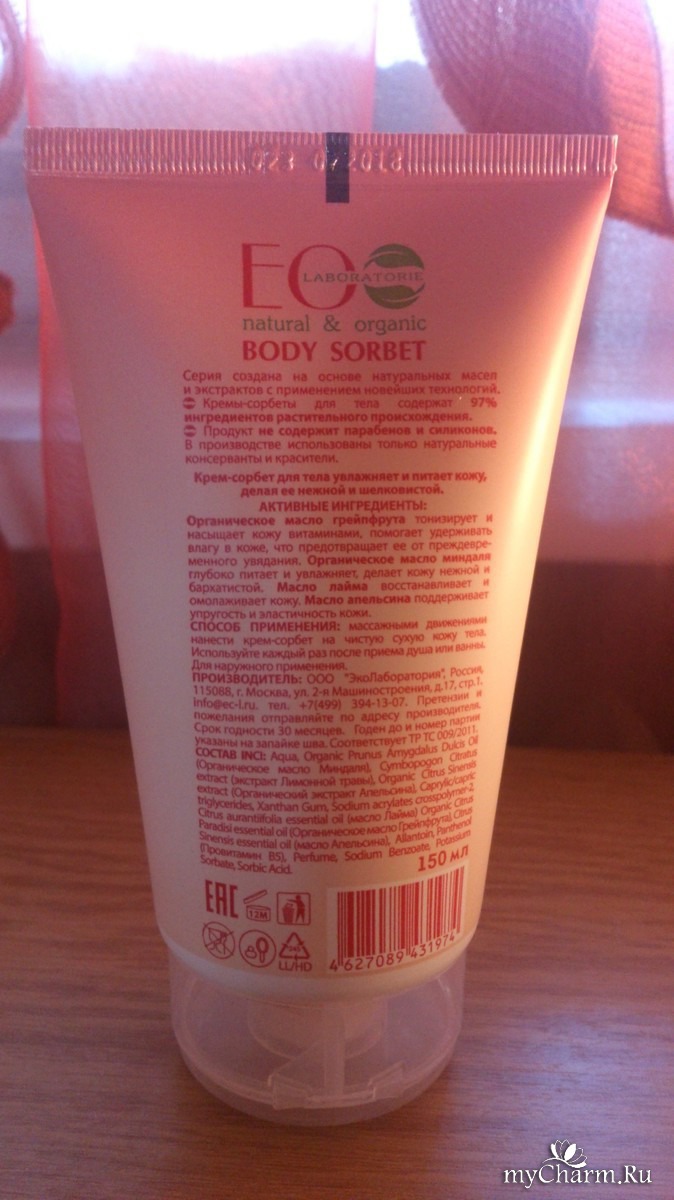 023 072018
ECO
LABORATORIE
natural & organic
BODY SORBET
Серия создана на основе натуральных масел
и экстрактов с применением новейших технологий.
Кремы-сорбеты для тела содержат 97%
ингредиентов растительного происхождения.
Продукт не содержит парабенов и силиконов.
В производстве использованы только натуральные
консерванты и красители.
Крем-сорбет для тела увлажняет и питает кожу,
делая ее нежной и шелковистой.
АКТИВНЫЕ ИНГРЕДИЕНТЫ:
Органическое масло грейпфрута тонизирует и
насыщает кожу витаминами, помогает удерживать
влагу в коже, что предотвращает ее от преждевре-
менного увядания. Органическое масло миндаля
глубоко питает и увлажняет, делает кожу нежной и
бархатистой. Масло лайма восстанавливает и
омолаживает кожу. Масло апельсина поддерживает
упругость и эластичность кожи.
СПОСОБ ПРИМЕНЕНИЯ: массажными движениями
нанести крем-сорбет на чистую сухую кожу тела.
Используйте каждый раз после приема душа или ванны.
Для наружного применения.
ПРОИЗВОДИТЕЛЬ: ООО "ЭкоЛаборатория", Россия,
115088, г. Москва, ул. 2-я Машиностроения, д.17, стр.1.
Info@ec-l.ru. тел. +7(499) 394-13-07. Претензии и
пожелания отправляйте по адресу производителя.
Срок годности 30 месяцев. Годен до и номер партии
указаны на запайке шва. Соответствует ТР ТС 009/2011.
СОСТАВ INCI: Aqua, Organic Prunus Amygdalus Dulcis Oil
(Органическое масло Миндаля), Cymbopogon Citratus
extract (экстракт Лимонной травы), Organic Citrus Sinensis
extract (Органический экстракт Апельсина), Caprylic/capric
triglycerides, Xanthan Gum, Sodium acrylates crosspolymer-2,
Citrus aurantiifolia essential oil (масло Лайма) Organic Citrus
Paradisi essential oil (Органическое масло Грейпфрута), Citrus
Sinensis essential oil (масло Апельсина), Allantoin, Panthenol
(Провитамин B5), Perfume, Sodium Benzoate, Potassium
Sorbate, Sorbic Acid.
150 мл
ЕАС
12M
LL/HD
4 627089 431974
myCharm.Ru